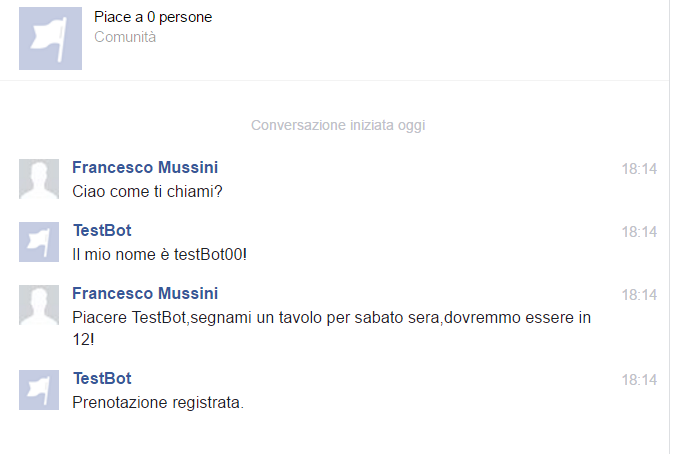 Piace a 0 persone
Comunità
Conversazione iniziata oggi
Francesco Mussini 18:14
Ciao come ti chiami?
TestBot 18:14
Il mio nome è testBot00!
Francesco Mussini 18:14
Piacere TestBot,segnami un tavolo per sabato sera,dovremmo essere in
12!
TestBot 18:14
Prenotazione registrata.